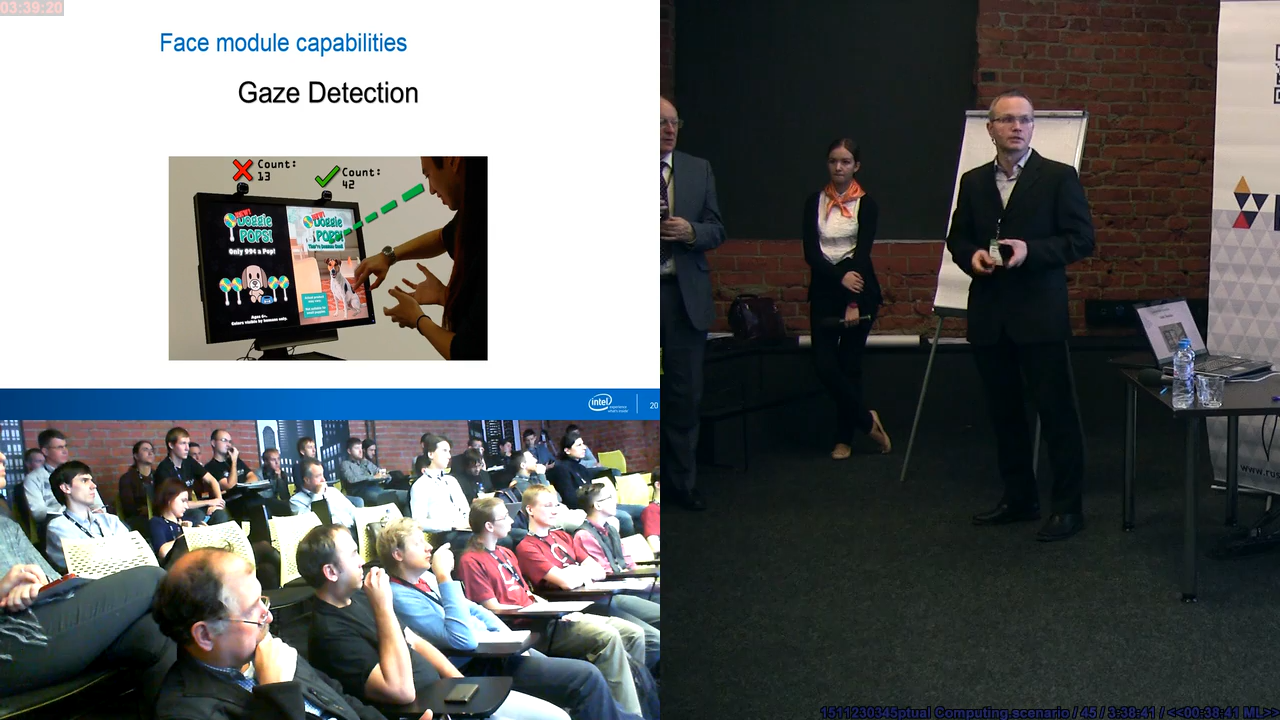 03:39:20
Face module capabilities
Gaze Detection
Count:
13
Count:
42
NEW!
Doggie
POPS!
Only 99¢ a Pop!
Doggie
POPS!
intel
20
1511230345ptual Computing scenario / 45 / 3:38:41 / <<00:38:41 ML>>